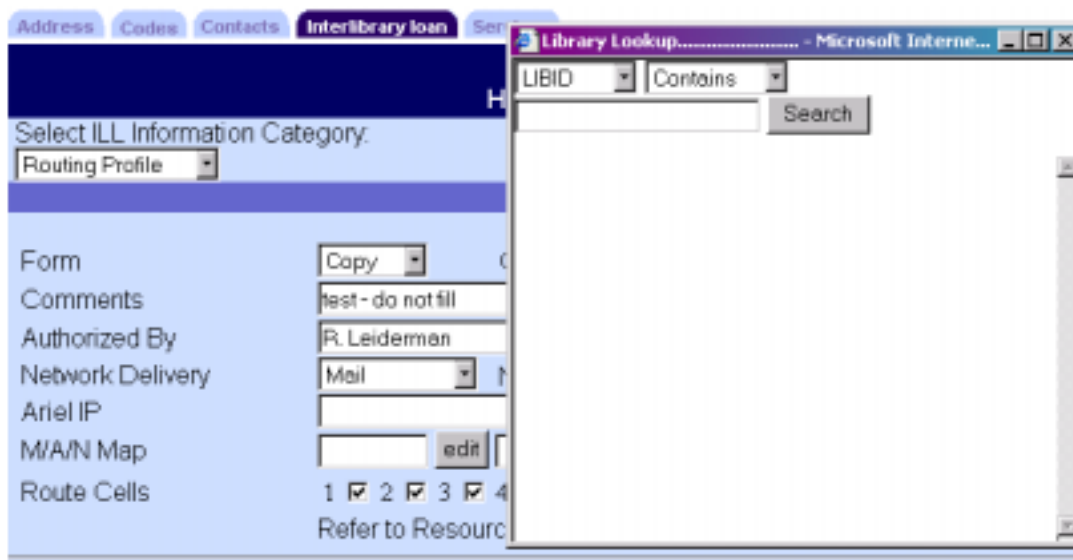 Address Codes Contacts Interlibrary loan Ser
Library Lookup........................ - Microsoft Interne...
LIBID Contains
Search
H
Select ILL Information Category:
Routing Profile
Form Copy
Comments test - do not fill
Authorized By R. Leiderman
Network Delivery Mail
Ariel IP
M/A/N Map edit
Route Cells 1 2 3 4
Refer to Resourc